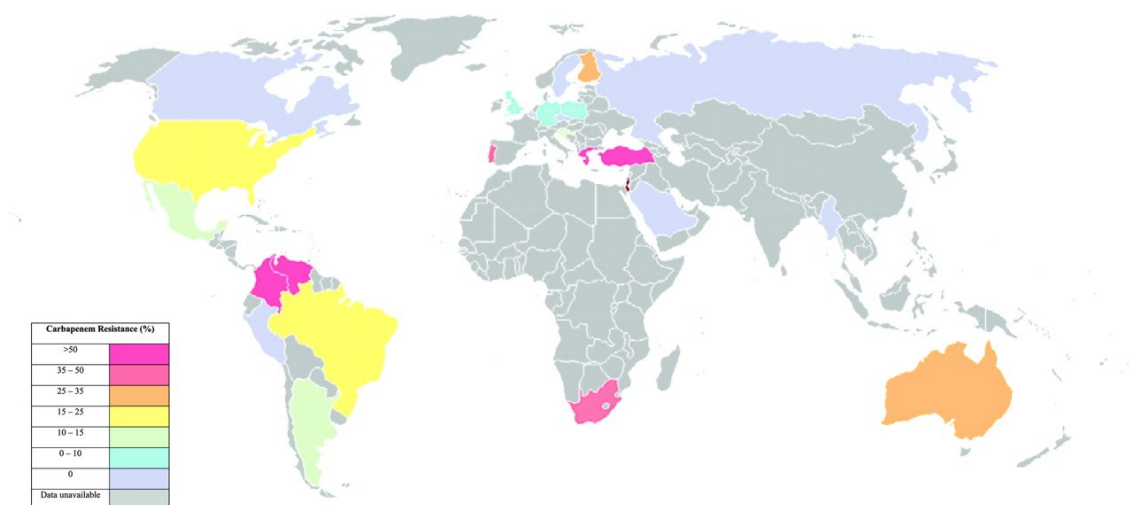 Carbapenem Resistance (%)
>50
35 – 50
25 – 35
15 – 25
10 – 15
0 – 10
0
Data unavailable